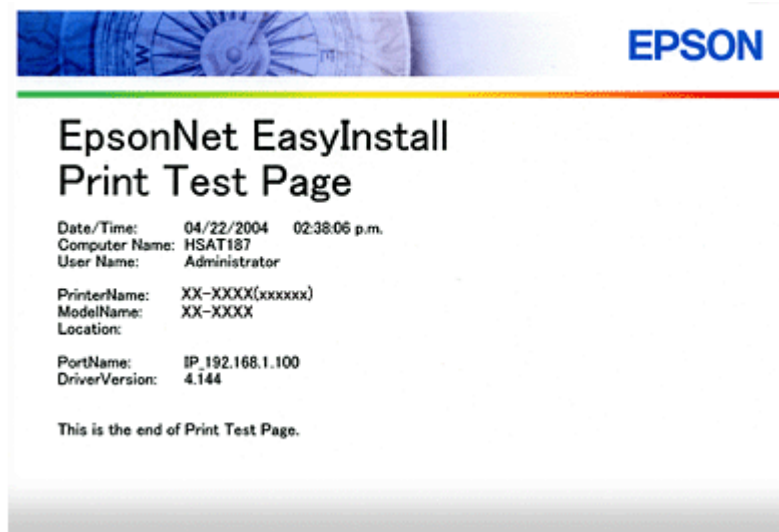 EPSON
EpsonNet EasyInstall
Print Test Page
Date/Time: 04/22/2004 02:38:06 p.m.
Computer Name: HSAT187
User Name: Administrator
PrinterName: XX-XXXX(xxxxxx)
ModelName: XX-XXXX
Location:
PortName: IP_192.168.1.100
DriverVersion: 4.144
This is the end of Print Test Page.